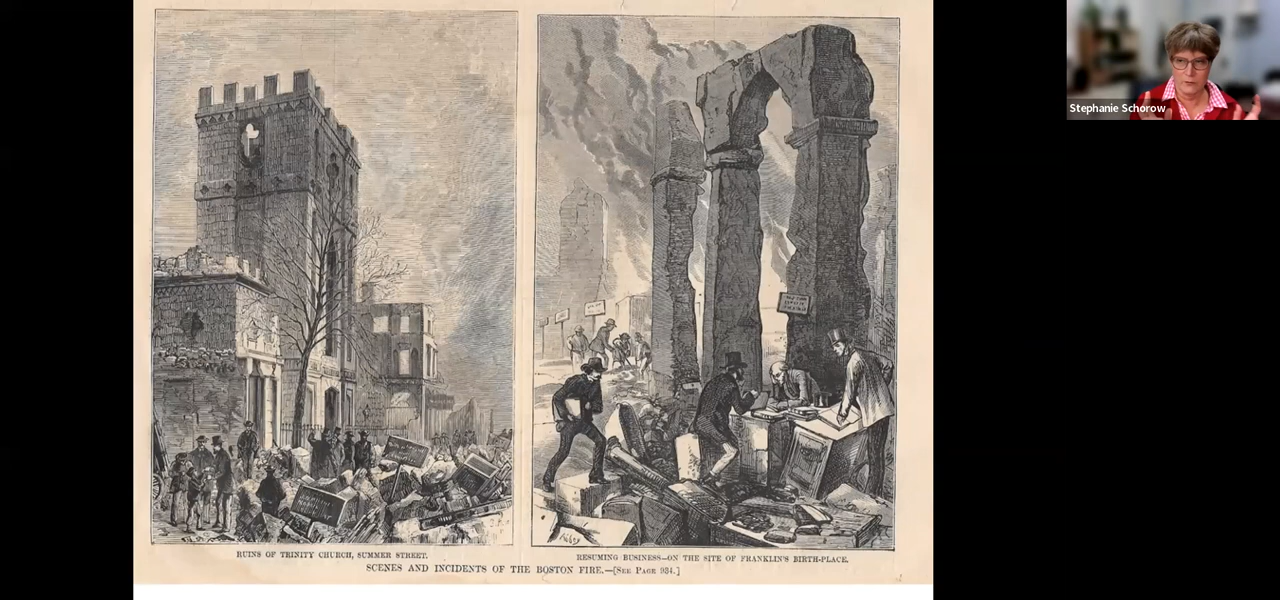 Stephanie Schorow
RUINS OF TRINITY CHURCH, SUMMER STREET.
RESUMING BUSINESS—ON THE SITE OF FRANKLIN'S BIRTH-PLACE.
SCENES AND INCIDENTS OF THE BOSTON FIRE.—[SEE PAGE 934.]